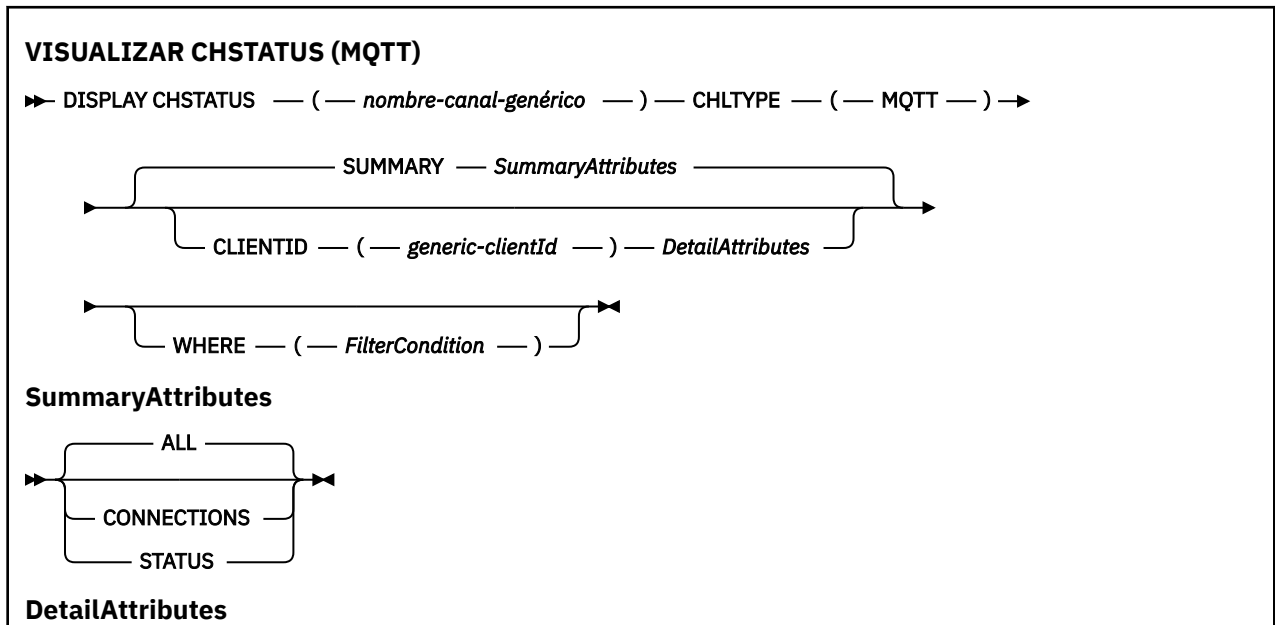 VISUALIZAR CHSTATUS (MQTT)
DISPLAY CHSTATUS ( nombre-canal-genérico ) CHLTYPE ( MQTT )
SUMMARY SummaryAttributes
CLIENTID ( generic-clientId ) DetailAttributes
WHERE ( FilterCondition )
SummaryAttributes
ALL
CONNECTIONS
STATUS
DetailAttributes